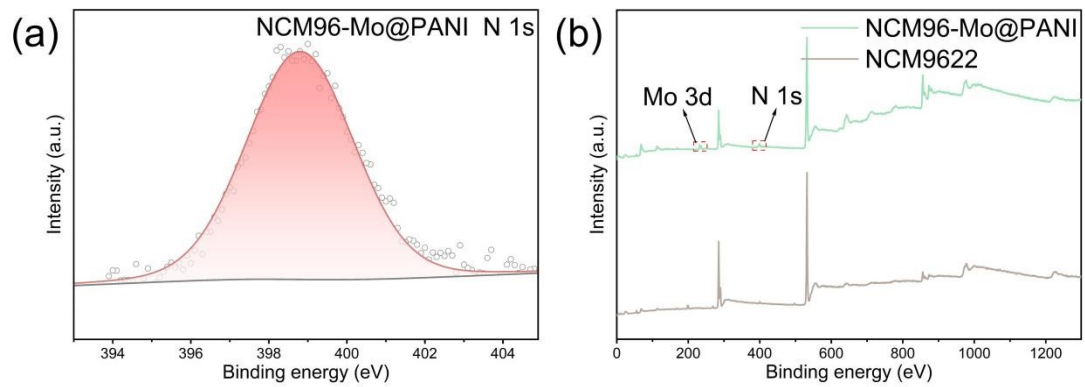 (a)
NCM96-Mo@PANI N 1s
Intensity (a.u.)
394 396 398 400 402 404
Binding energy (eV)
(b)
NCM96-Mo@PANI
NCM9622
Mo 3d
N 1s
Intensity (a.u.)
0 200 400 600 800 1000 1200
Binding energy (eV)